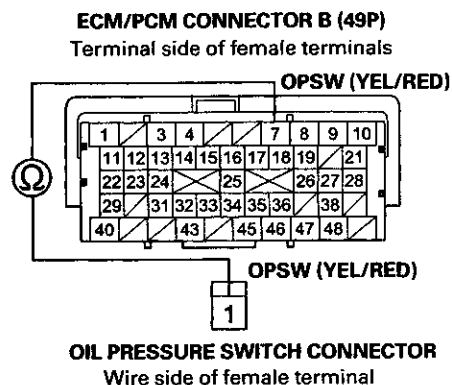 ECM/PCM CONNECTOR B (49P)
Terminal side of female terminals
OPSW (YEL/RED)
1 3 4 7 8 9 10
11 12 13 14 15 16 17 18 19 21
Ω
22 23 24 25 26 27 28
29 31 32 33 34 35 36 38
40 43 45 46 47 48
OPSW (YEL/RED)
1
OIL PRESSURE SWITCH CONNECTOR
Wire side of female terminal